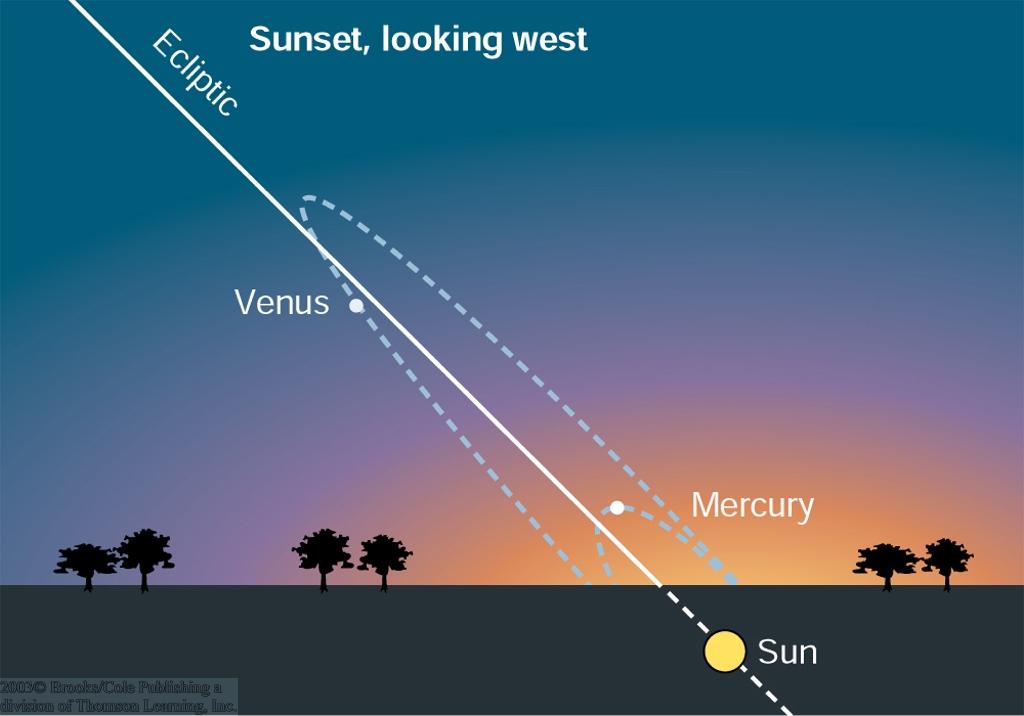 Sunset, looking west
Ecliptic
Venus
Mercury
Sun
2003© Brooks/Cole Publishing a
division of Thomson Learning, Inc.